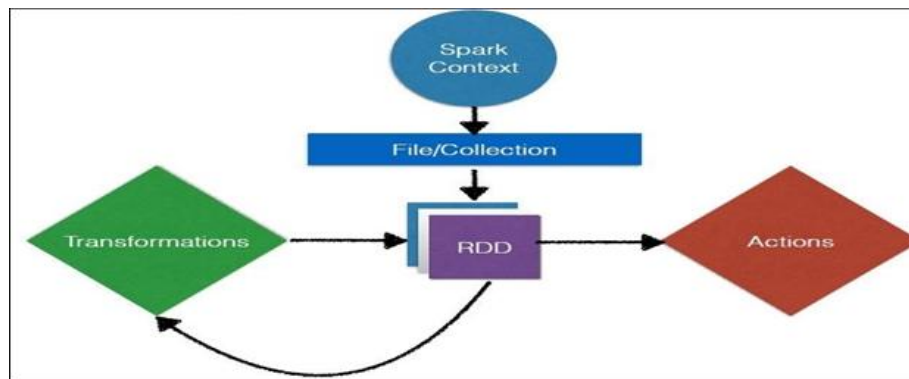 Spark
Context
File/Collection
Transformations
RDD
Actions